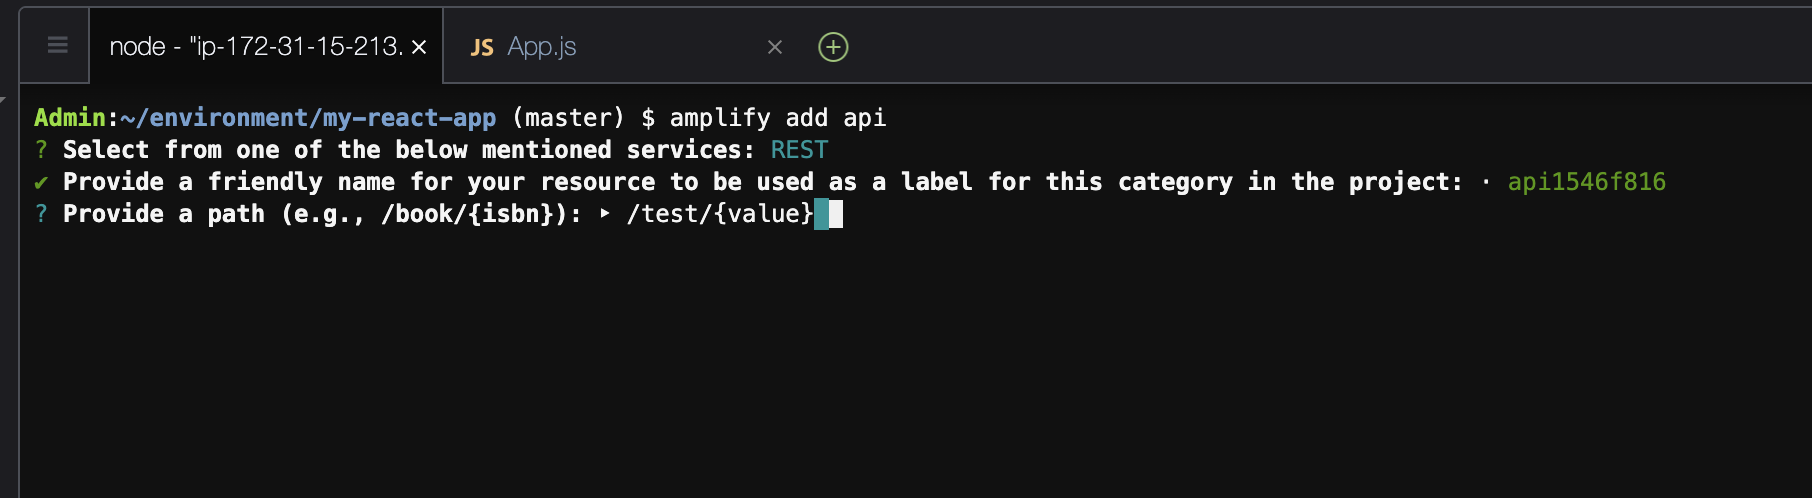 node - "ip-172-31-15-213. × JS App.js ×
Admin:~/environment/my-react-app (master) $ amplify add api
? Select from one of the below mentioned services: REST
✔ Provide a friendly name for your resource to be used as a label for this category in the project: · api1546f816
? Provide a path (e.g., /book/{isbn}): ‣ /test/{value}